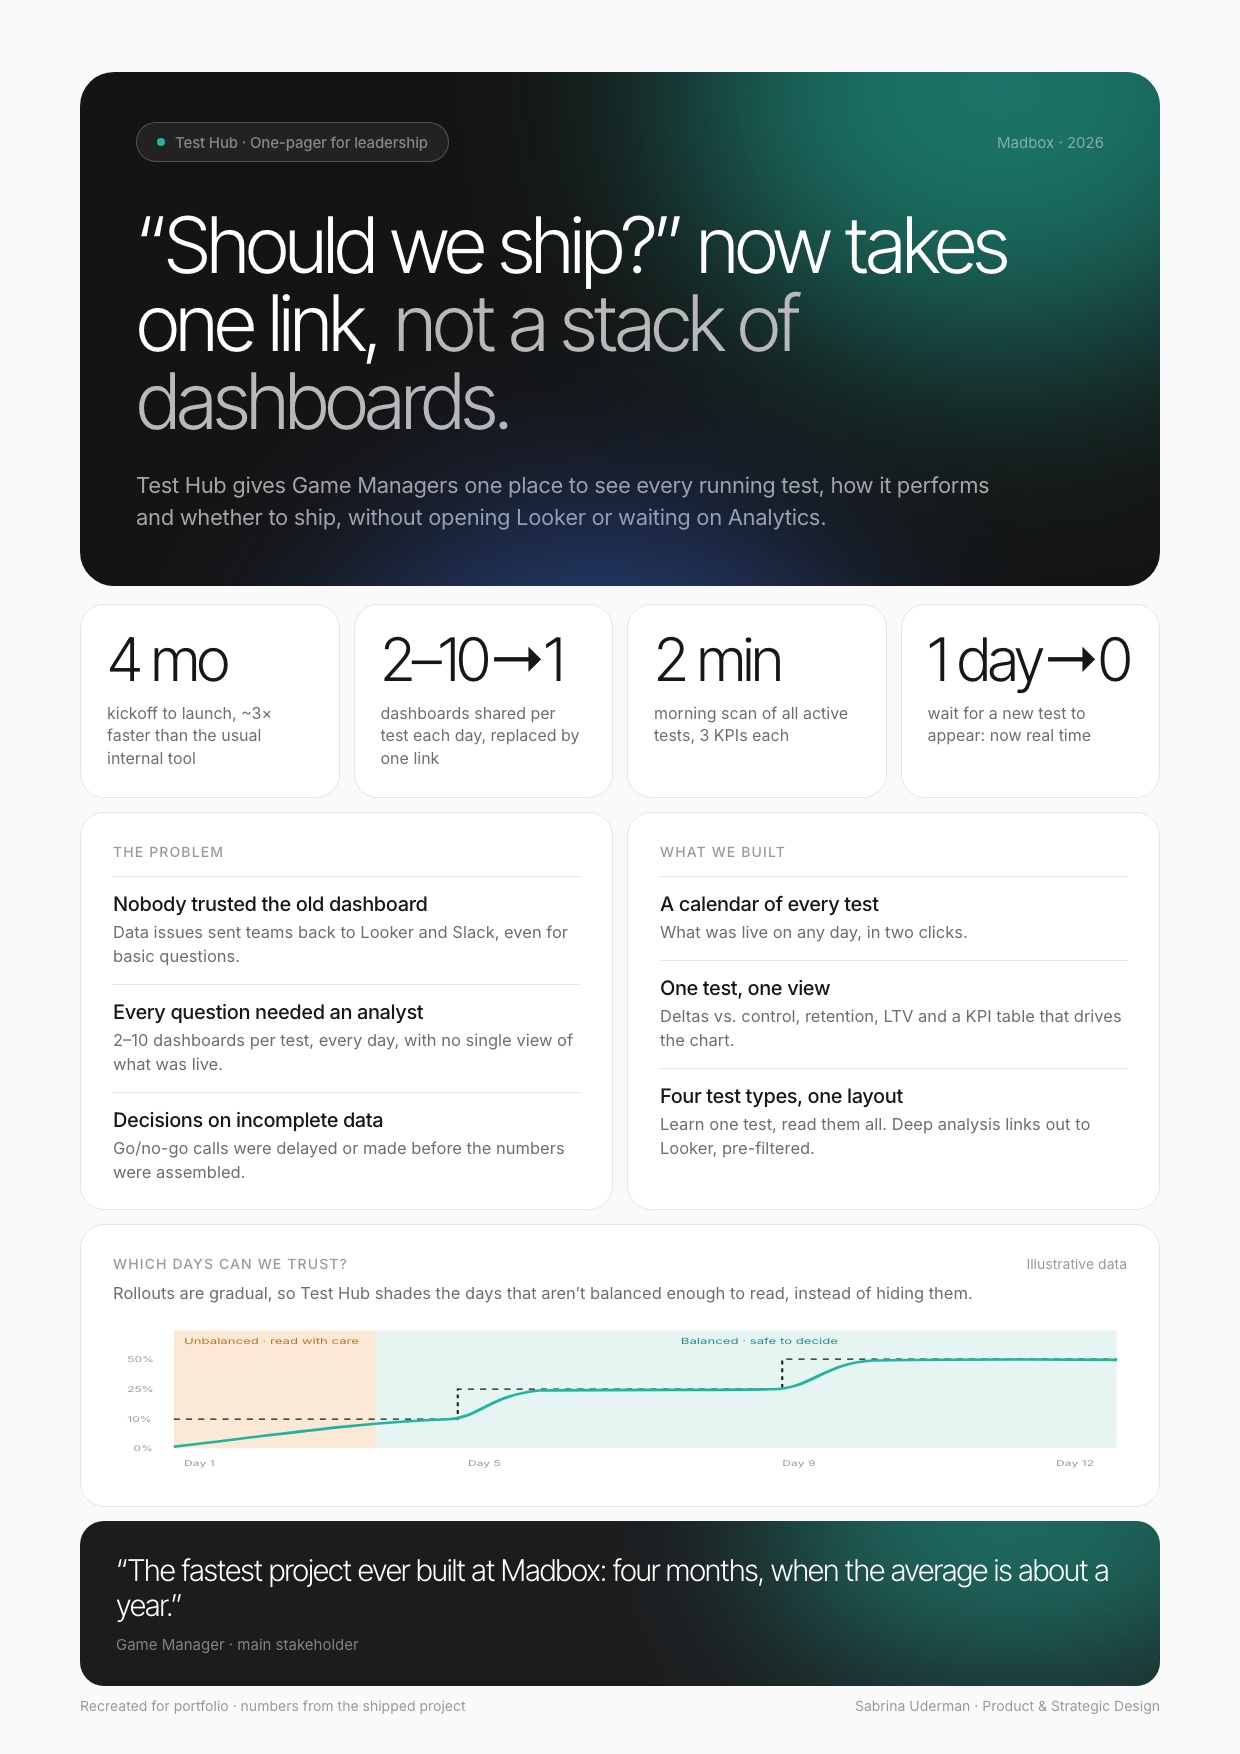 Test Hub · One-pager for leadership
Madbox · 2026
“Should we ship?” now takes
one link, not a stack of
dashboards.
Test Hub gives Game Managers one place to see every running test, how it performs
and whether to ship, without opening Looker or waiting on Analytics.
4 mo
kickoff to launch, ~3×
faster than the usual
internal tool
2–10→1
dashboards shared per
test each day, replaced by
one link
2 min
morning scan of all active
tests, 3 KPIs each
1 day→0
wait for a new test to
appear: now real time
THE PROBLEM
Nobody trusted the old dashboard
Data issues sent teams back to Looker and Slack, even for
basic questions.
Every question needed an analyst
2–10 dashboards per test, every day, with no single view of
what was live.
Decisions on incomplete data
Go/no-go calls were delayed or made before the numbers
were assembled.
WHAT WE BUILT
A calendar of every test
What was live on any day, in two clicks.
One test, one view
Deltas vs. control, retention, LTV and a KPI table that drives
the chart.
Four test types, one layout
Learn one test, read them all. Deep analysis links out to
Looker, pre-filtered.
WHICH DAYS CAN WE TRUST?
Illustrative data
Rollouts are gradual, so Test Hub shades the days that aren’t balanced enough to read, instead of hiding them.
Unbalanced · read with care
Balanced · safe to decide
50%
25%
10%
0%
Day 1
Day 5
Day 9
Day 12
“The fastest project ever built at Madbox: four months, when the average is about a
year.”
Game Manager · main stakeholder
Recreated for portfolio · numbers from the shipped project
Sabrina Uderman · Product & Strategic Design